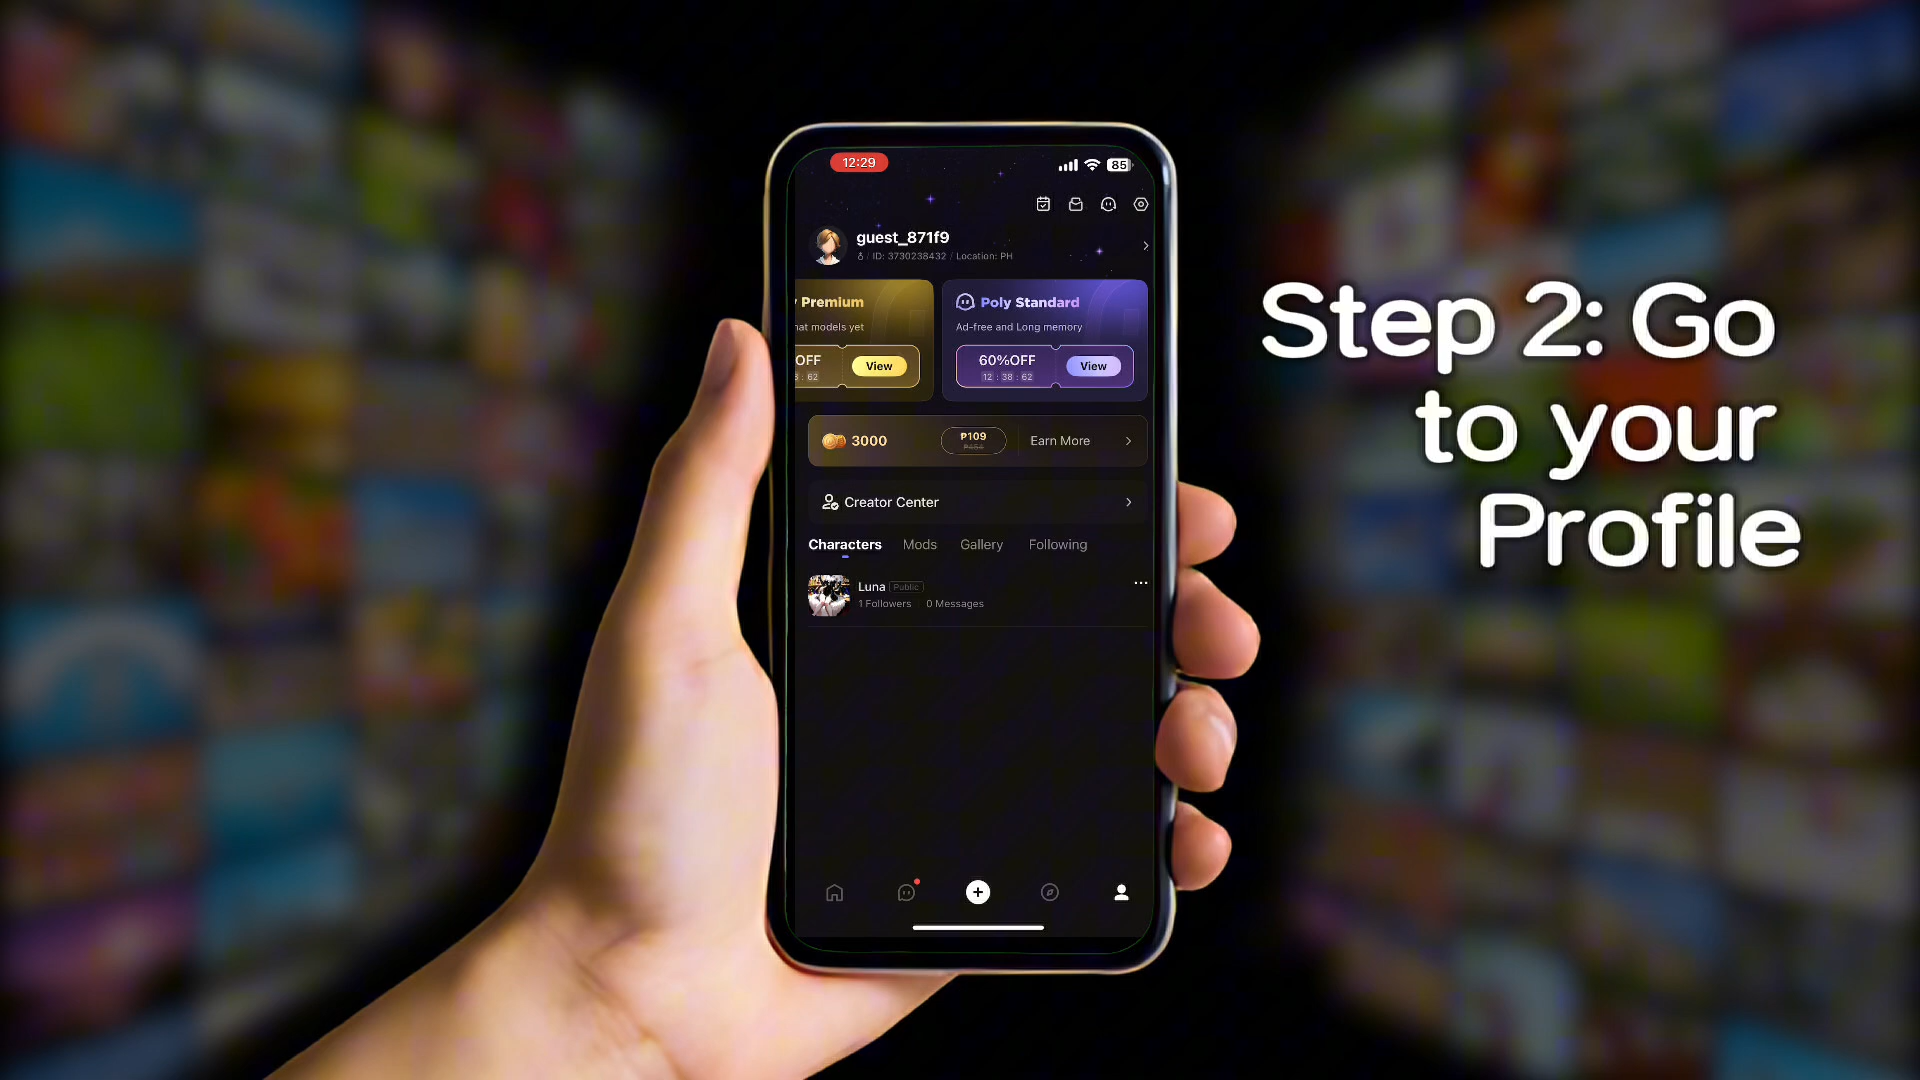 12:29
85
guest_871f9
ID: 3730238432 / Location: PH
Premium
Poly Standard
models yet
Ad-free and Long memory
OFF
View
60%OFF
View
: 62
12 : 38 : 62
3000
₱109
Earn More
Creator Center
Characters
Mods
Gallery
Following
Luna
Public
1 Followers
0 Messages
Step 2: Go
to your
Profile